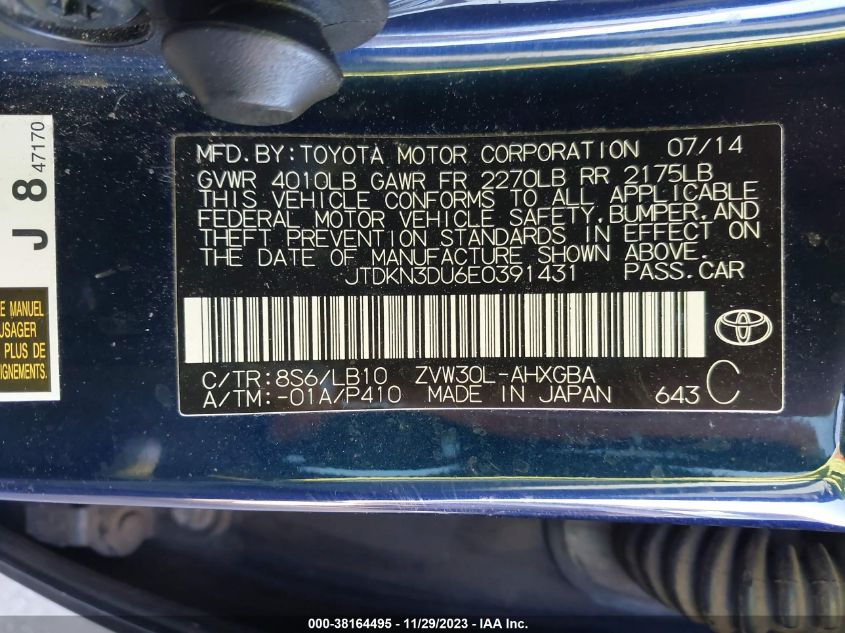 J 8 47170
E MANUEL
USAGER
PLUS DE
IGNEMENTS.
MFD.BY:TOYOTA MOTOR CORPORATION 07/14
GVWR 4010LB GAWR FR 2270LB RR 2175LB
THIS VEHICLE CONFORMS TO ALL APPLICABLE
FEDERAL MOTOR VEHICLE SAFETY,BUMPER,AND
THEFT PREVENTION STANDARDS IN EFFECT ON
THE DATE OF MANUFACTURE SHOWN ABOVE.
JTDKN3DU6E0391431 PASS.CAR
C/TR:8S6/LB10 ZVW30L-AHXGBA
A/TM:-01A/P410 MADE IN JAPAN 643 C
000-38164495 - 11/29/2023 - IAA Inc.